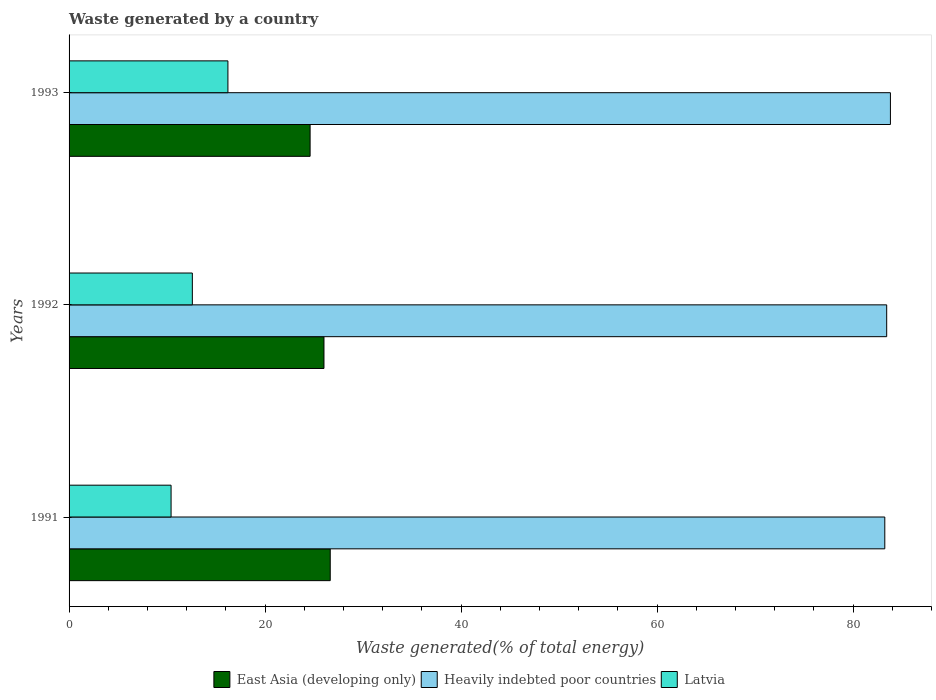 Waste generated by a country
Years
1993
1992
1991
0
20
40
60
80
Waste generated(% of total energy)
East Asia (developing only)
Heavily indebted poor countries
Latvia